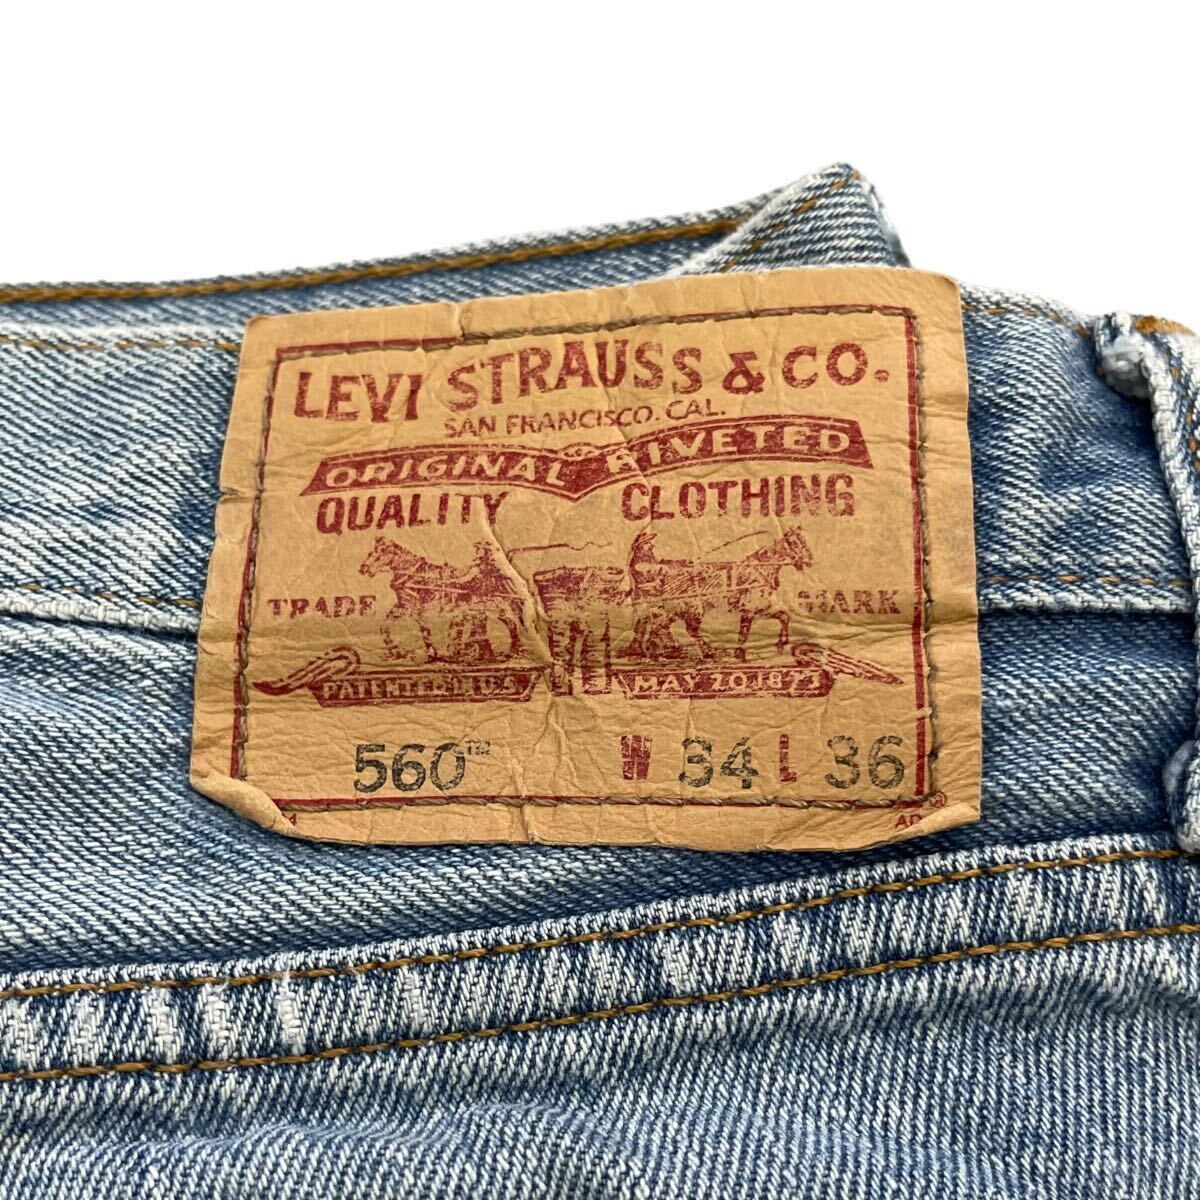 LEVI STRAUSS & CO.
SAN FRANCISCO, CAL.
ORIGINAL RIVETED
QUALITY CLOTHING
TRADE MARK
PATENTED IN U.S. MAY 20 1873
560™ W 34 L 36